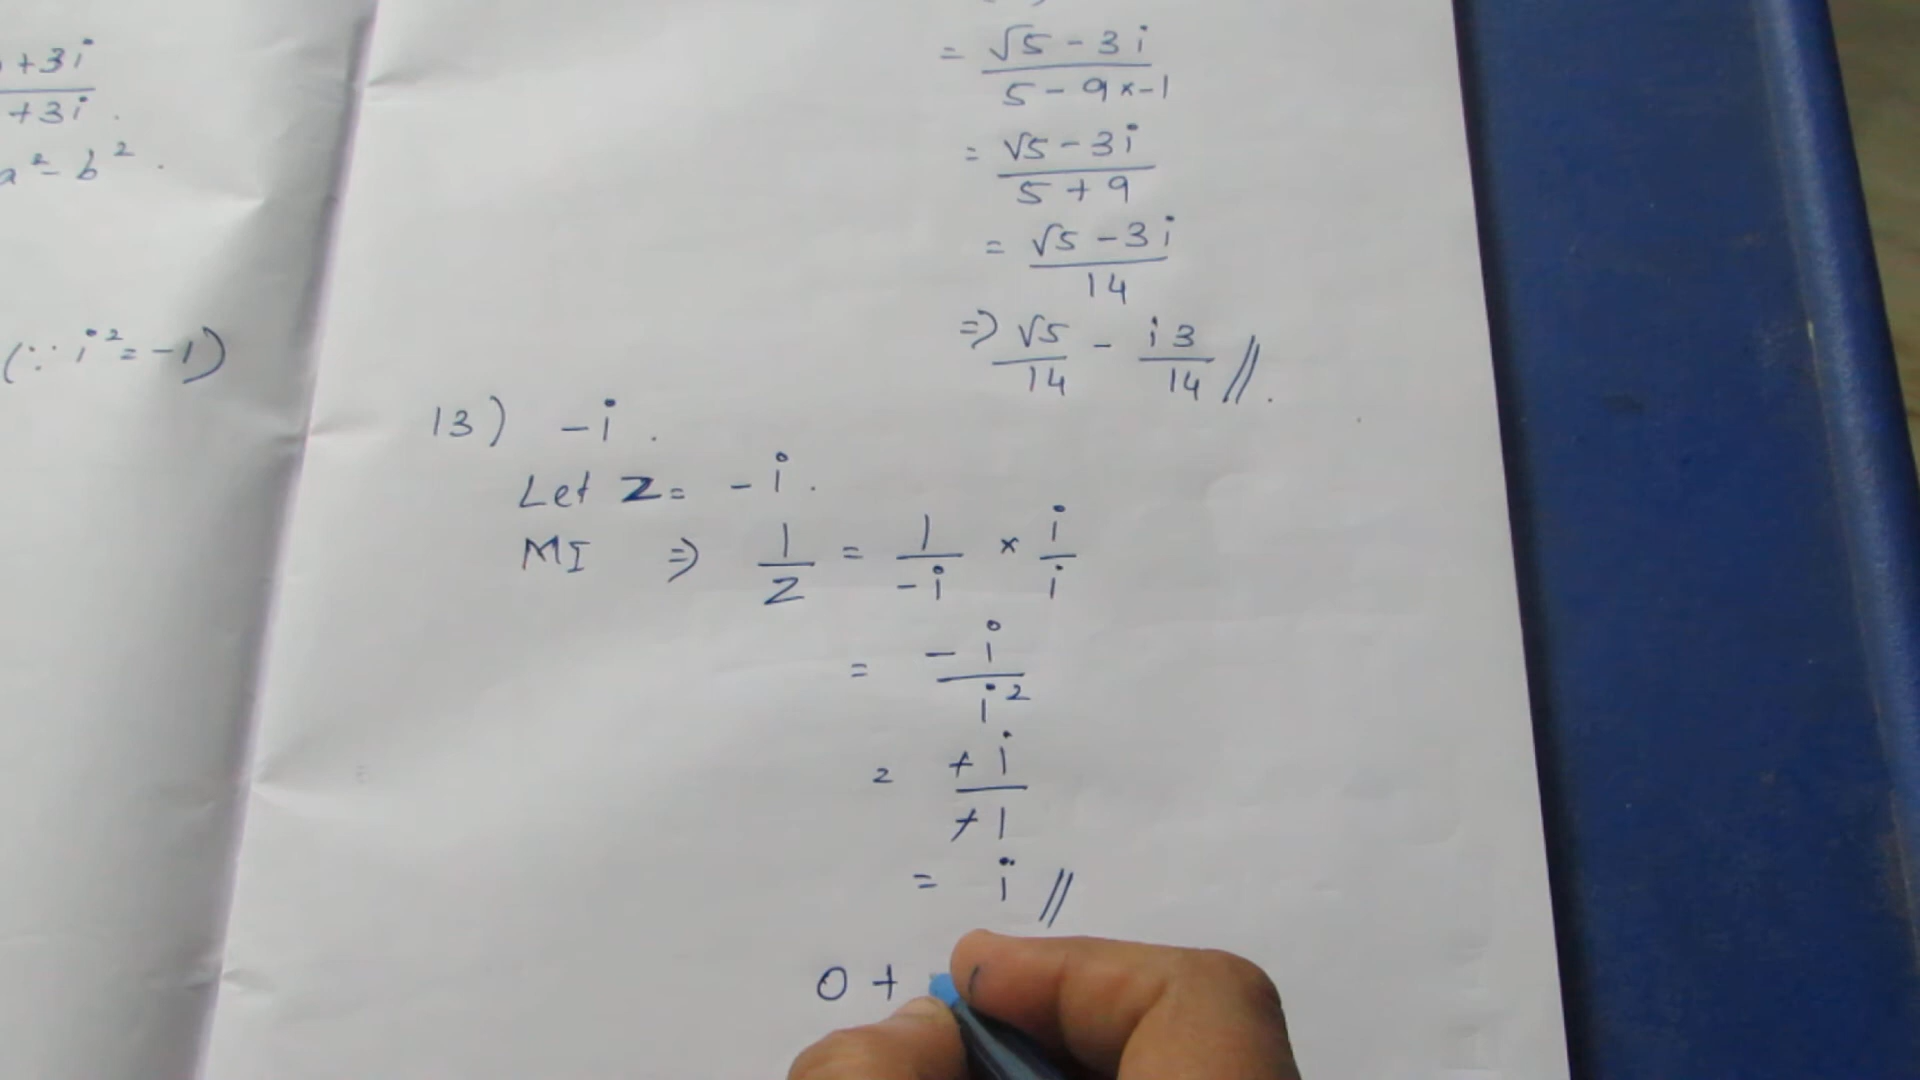 +3i
+3i .
a² - b² .
(∵ i² = -1)
= √5 - 3i / 5 - 9 × -1
= √5 - 3i / 5 + 9
= √5 - 3i / 14
⇒ √5 / 14 - i3 / 14 //.
13) -i .
Let Z = -i .
MI ⇒ 1 / Z = 1 / -i × i / i
= -i / i²
= +i / +1
= i //
0 +